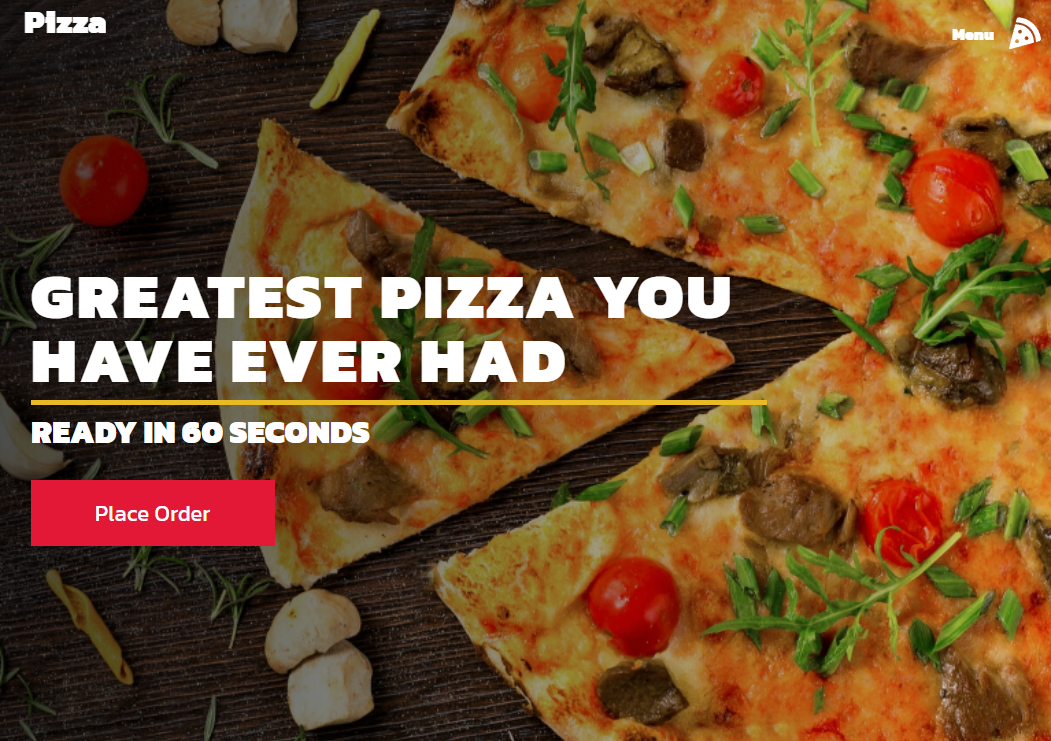 Pizza
Menu
GREATEST PIZZA YOU
HAVE EVER HAD
READY IN 60 SECONDS
Place Order